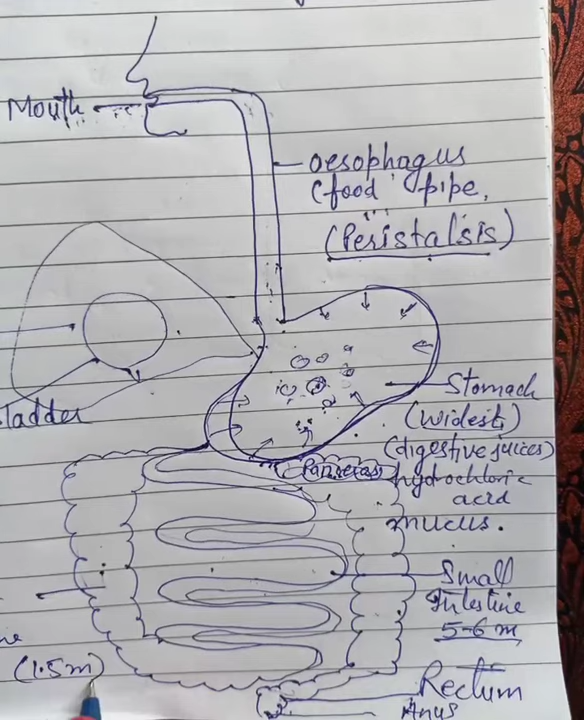 Mouth
oesophagus
(food pipe,
(Peristalsis)
ladder
Stomach
(widest)
(digestive juices)
Pancreas
hydrochloric
acid
mucus.
Small
Intestine
5-6 m
ne
(1.5m)
Rectum
Anus